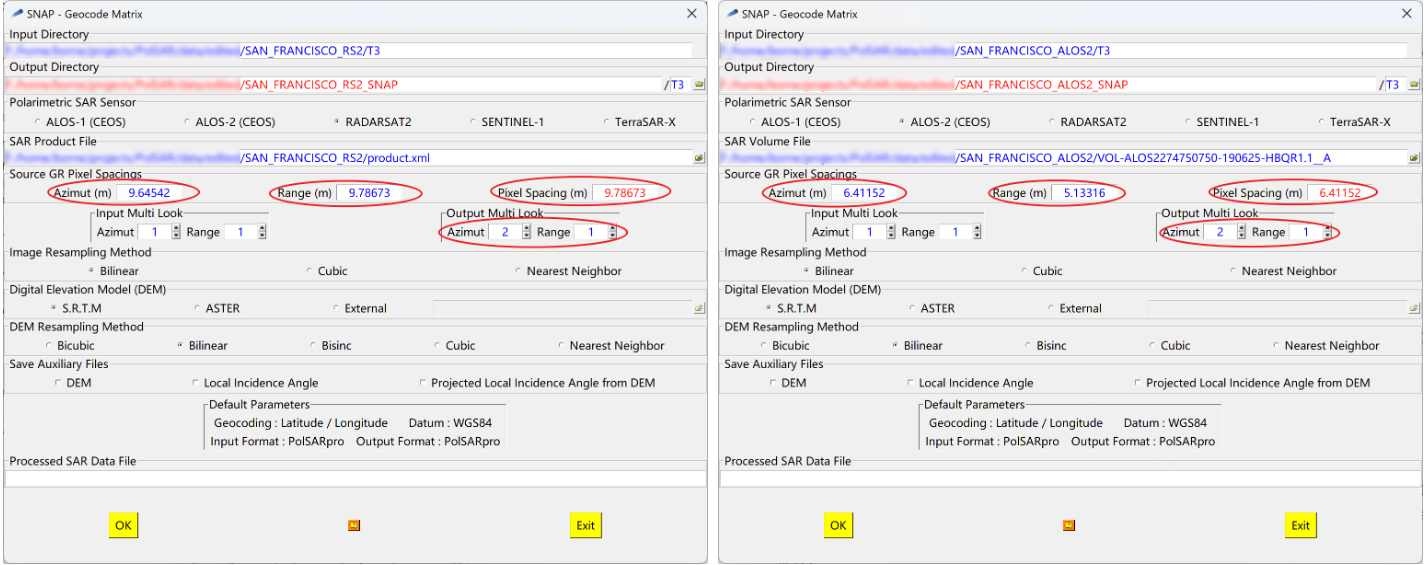 SNAP - Geocode Matrix
Input Directory
/SAN_FRANCISCO_RS2/T3
Output Directory
/SAN_FRANCISCO_RS2_SNAP / T3
Polarimetric SAR Sensor
ALOS-1 (CEOS) ALOS-2 (CEOS) RADARSAT2 SENTINEL-1 TerraSAR-X
SAR Product File
/SAN_FRANCISCO_RS2/product.xml
Source GR Pixel Spacings
Azimut (m) 9.64542 Range (m) 9.78673 Pixel Spacing (m) 9.78673
Input Multi Look Output Multi Look
Azimut 1 Range 1 Azimut 2 Range 1
Image Resampling Method
Bilinear Cubic Nearest Neighbor
Digital Elevation Model (DEM)
S.R.T.M ASTER External
DEM Resampling Method
Bicubic Bilinear Bisinc Cubic Nearest Neighbor
Save Auxiliary Files
DEM Local Incidence Angle Projected Local Incidence Angle from DEM
Default Parameters
Geocoding : Latitude / Longitude Datum : WGS84
Input Format : PolSARpro Output Format : PolSARpro
Processed SAR Data File
OK Exit
SNAP - Geocode Matrix
Input Directory
/SAN_FRANCISCO_ALOS2/T3
Output Directory
/SAN_FRANCISCO_ALOS2_SNAP / T3
Polarimetric SAR Sensor
ALOS-1 (CEOS) ALOS-2 (CEOS) RADARSAT2 SENTINEL-1 TerraSAR-X
SAR Volume File
/SAN_FRANCISCO_ALOS2/VOL-ALOS2274750750-190625-HBQR1.1__A
Source GR Pixel Spacings
Azimut (m) 6.41152 Range (m) 5.13316 Pixel Spacing (m) 6.41152
Input Multi Look Output Multi Look
Azimut 1 Range 1 Azimut 2 Range 1
Image Resampling Method
Bilinear Cubic Nearest Neighbor
Digital Elevation Model (DEM)
S.R.T.M ASTER External
DEM Resampling Method
Bicubic Bilinear Bisinc Cubic Nearest Neighbor
Save Auxiliary Files
DEM Local Incidence Angle Projected Local Incidence Angle from DEM
Default Parameters
Geocoding : Latitude / Longitude Datum : WGS84
Input Format : PolSARpro Output Format : PolSARpro
Processed SAR Data File
OK Exit